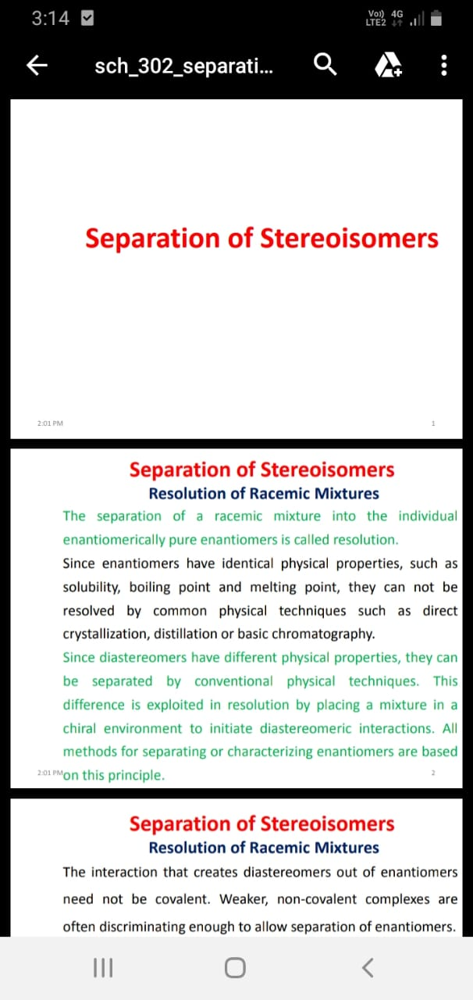 3:14
Vo)) 4G
LTE2
sch_302_separati...
Separation of Stereoisomers
2:01 PM
1
Separation of Stereoisomers
Resolution of Racemic Mixtures
The separation of a racemic mixture into the individual
enantiomerically pure enantiomers is called resolution.
Since enantiomers have identical physical properties, such as
solubility, boiling point and melting point, they can not be
resolved by common physical techniques such as direct
crystallization, distillation or basic chromatography.
Since diastereomers have different physical properties, they can
be separated by conventional physical techniques. This
difference is exploited in resolution by placing a mixture in a
chiral environment to initiate diastereomeric interactions. All
methods for separating or characterizing enantiomers are based
on this principle.
2:01 PM
2
Separation of Stereoisomers
Resolution of Racemic Mixtures
The interaction that creates diastereomers out of enantiomers
need not be covalent. Weaker, non-covalent complexes are
often discriminating enough to allow separation of enantiomers.